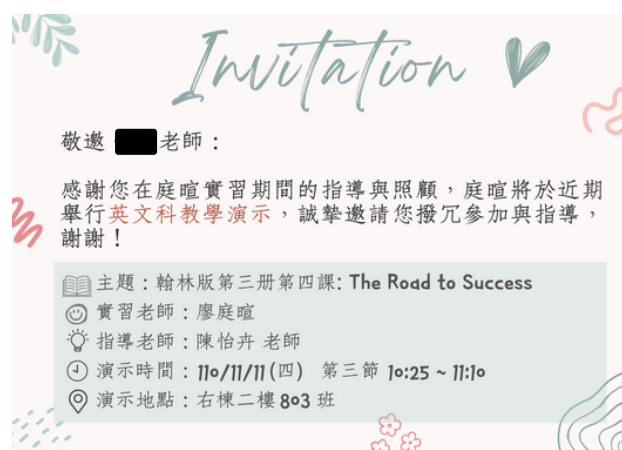 Invitation
敬邀 老師：
感謝您在庭暄實習期間的指導與照顧，庭暄將於近期
舉行英文科教學演示，誠摯邀請您撥冗參加與指導，
謝謝！
主題：翰林版第三册第四課: The Road to Success
實習老師：廖庭暄
指導老師：陳怡卉 老師
演示時間：110/11/11(四) 第三節 10:25 ~ 11:10
演示地點：右棟二樓 803 班